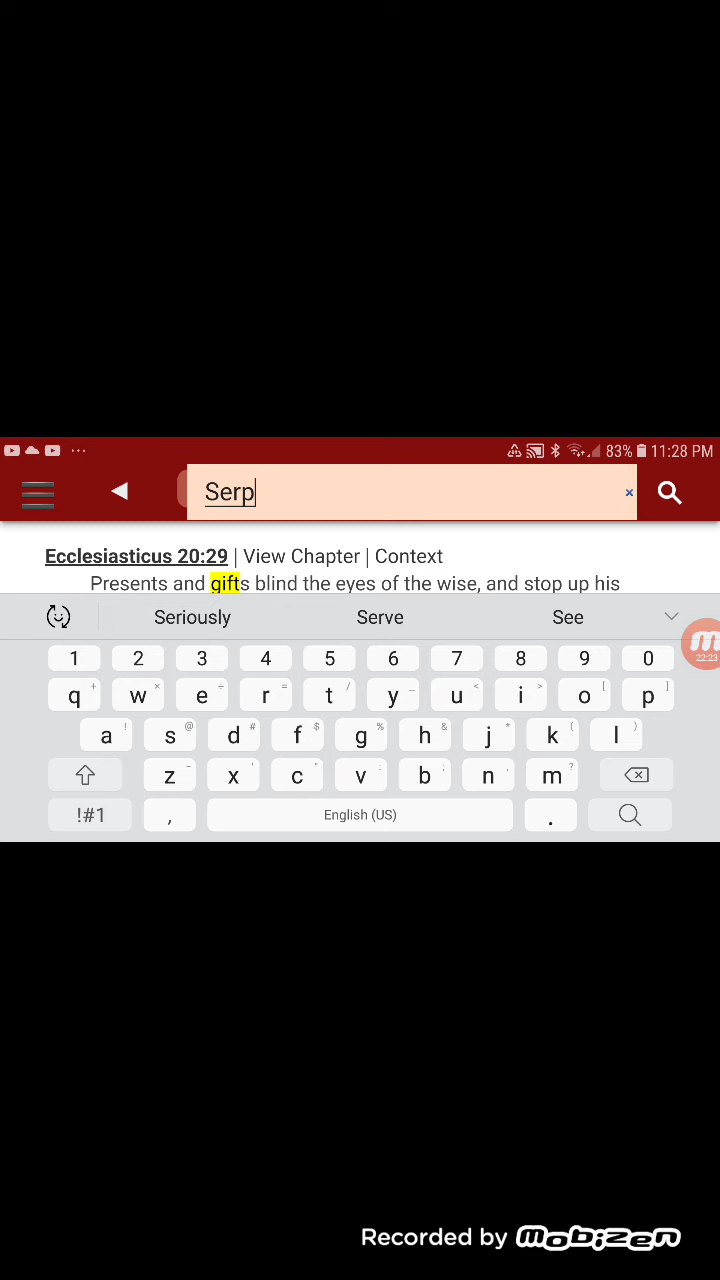 83% 11:28 PM
Serp
×
Ecclesiasticus 20:29 | View Chapter | Context
Presents and gifts blind the eyes of the wise, and stop up his
Seriously Serve See
22:23
1 2 3 4 5 6 7 8 9 0
q + w × e ÷ r = t / y _ u < i > o [ p ]
a ! s @ d # f $ g % h & j * k ( l )
z - x ' c " v : b ; n , m ?
!#1 , English (US) .
Recorded by mobizen